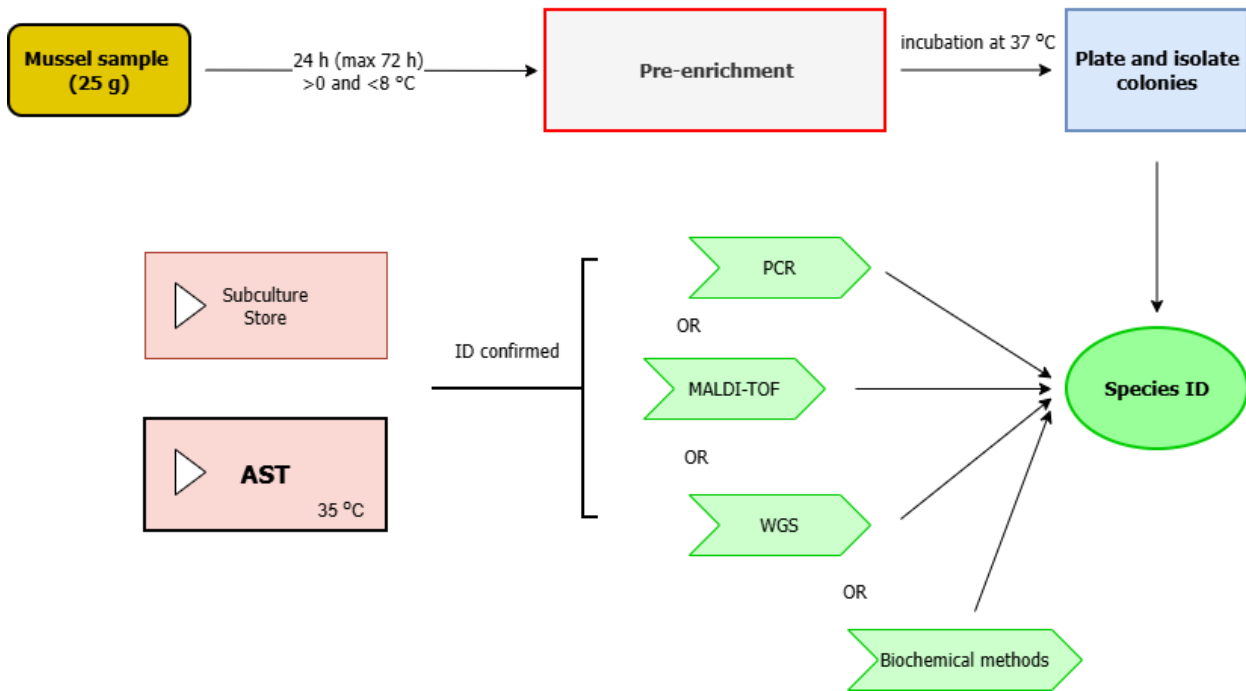 Mussel sample
(25 g)
24 h (max 72 h)
>0 and <8 °C
Pre-enrichment
incubation at 37 °C
Plate and isolate
colonies
Subculture
Store
ID confirmed
PCR
OR
MALDI-TOF
Species ID
OR
AST
35 °C
WGS
OR
Biochemical methods